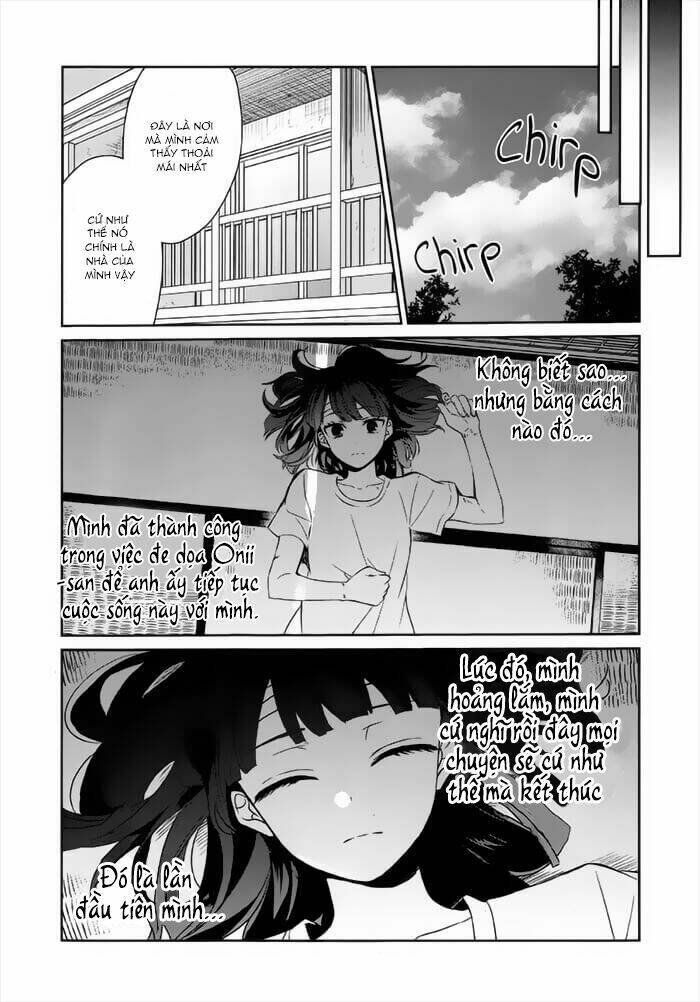 Chirp
Chirp
ĐÂY LÀ NƠI
MÀ MÌNH CẢM
THẤY THOẢI
MÁI NHẤT
CỨ NHƯ
THỂ NÓ
CHÍNH LÀ
NHÀ CỦA
MÌNH VẬY
Không biết sao...
nhưng bằng cách
nào đó...
Mình đã thành công
trong việc đe dọa Onii
-san để anh ấy tiếp tục
cuộc sống này với mình.
Lúc đó, mình
hoảng lắm, mình
cứ nghĩ rồi đây mọi
chuyện sẽ cứ như
thế mà kết thúc
Đó là lần
đầu tiên mình...